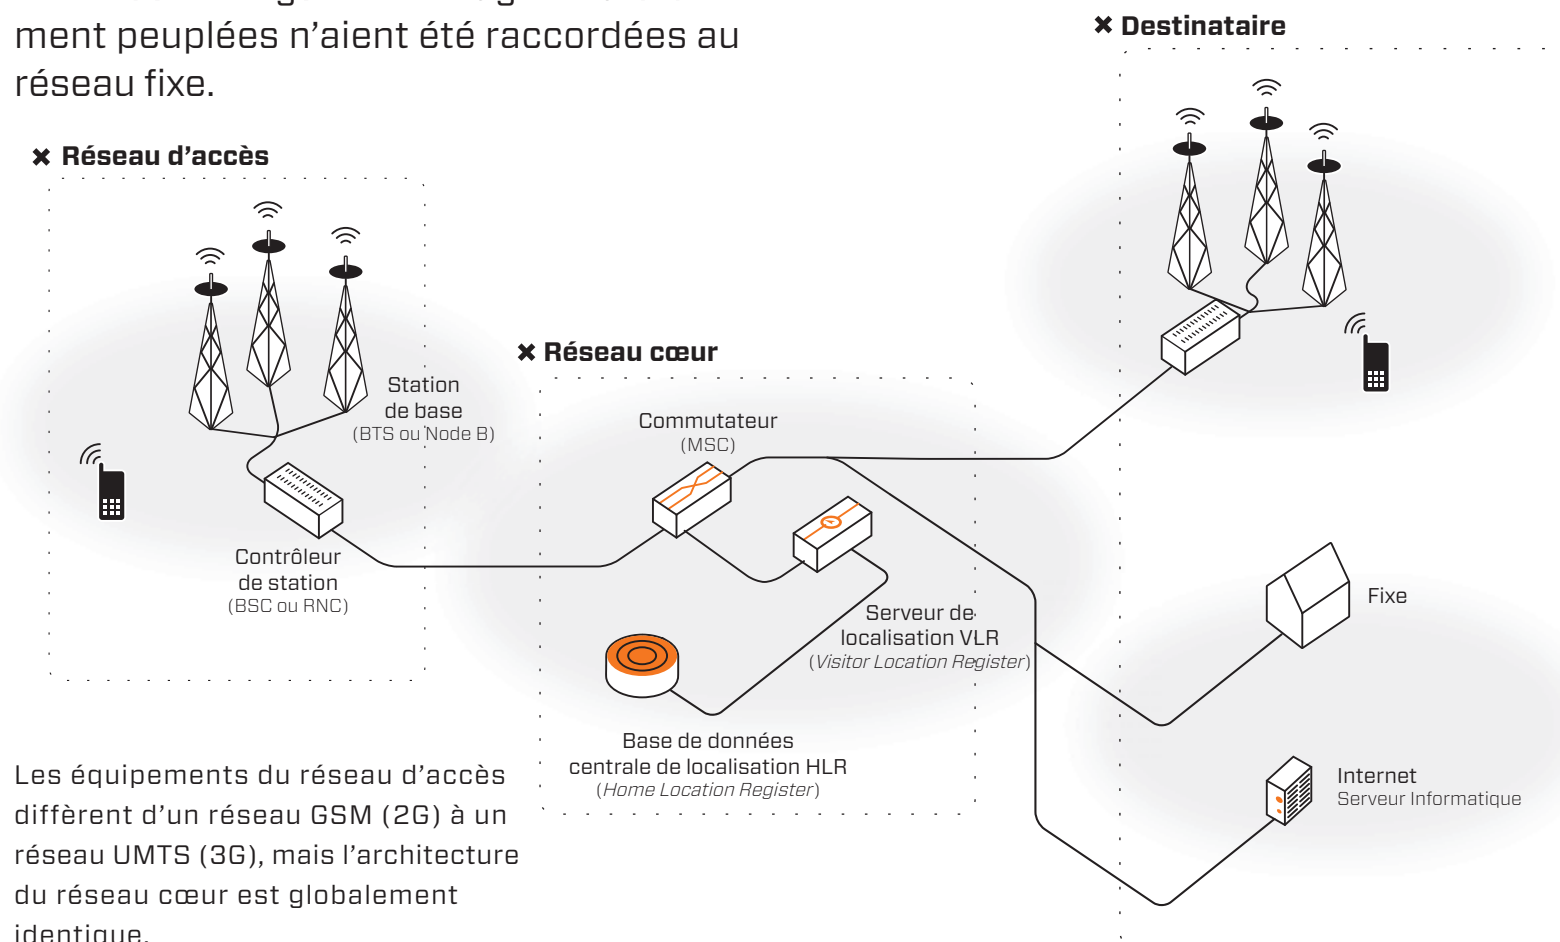 ment peuplées n'aient été raccordées au
réseau fixe.
✖ Destinataire
✖ Réseau d'accès
Station
de base
(BTS ou Node B)
Contrôleur
de station
(BSC ou RNC)
✖ Réseau cœur
Commutateur
(MSC)
Serveur de
localisation VLR
(Visitor Location Register)
Base de données
centrale de localisation HLR
(Home Location Register)
Fixe
Internet
Serveur Informatique
Les équipements du réseau d'accès
diffèrent d'un réseau GSM (2G) à un
réseau UMTS (3G), mais l'architecture
du réseau cœur est globalement
identique.